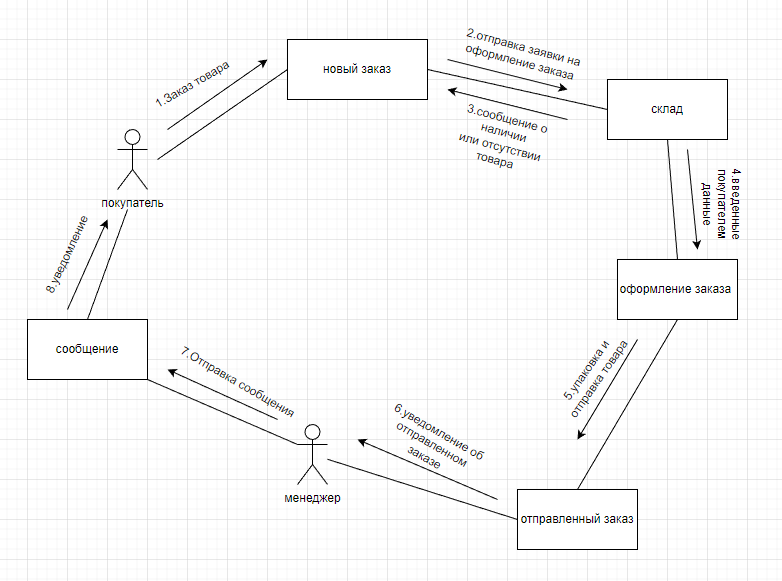 1.Заказ товара
новый заказ
2.отправка заявки на
оформление заказа
3.сообщение о
наличии
или отсутствии
товара
склад
4.введенные
покупателем
данные
покупатель
8.уведомление
оформление заказа
сообщение
7.Отправка сообщения
5.упаковка и
отправка товара
6.уведомление об
отправленном
заказе
менеджер
отправленный заказ